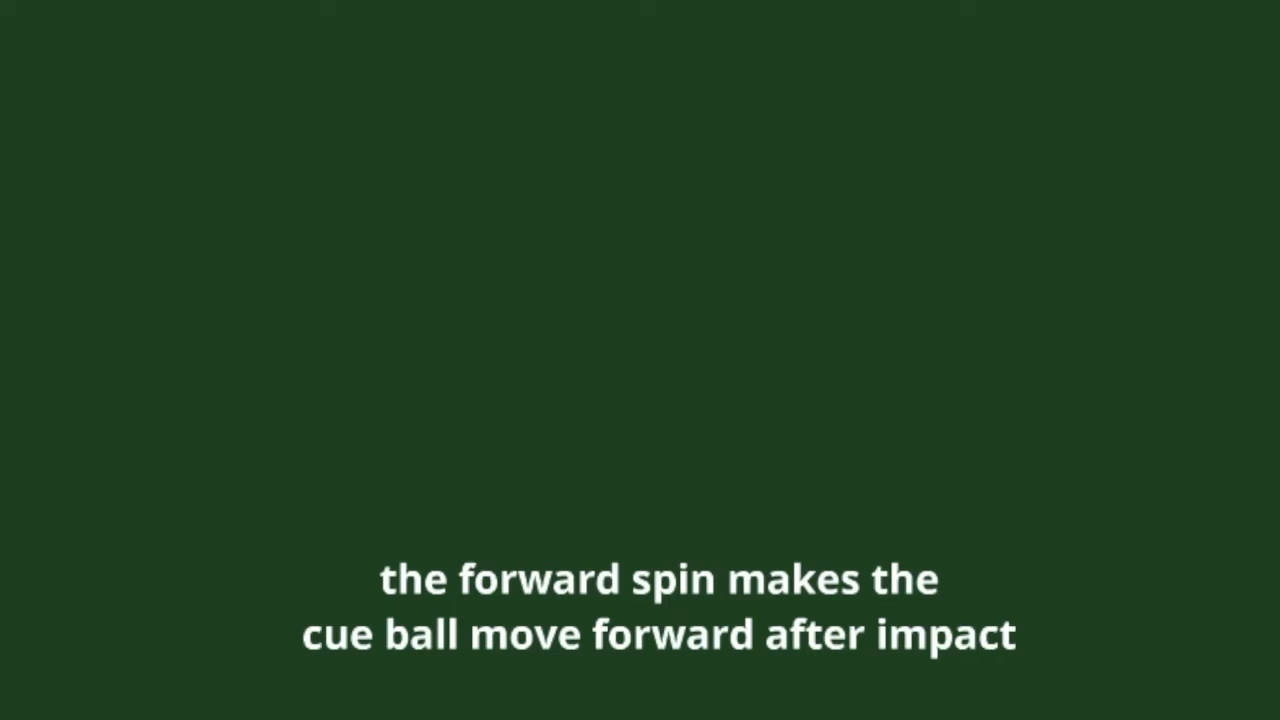 the forward spin makes the
cue ball move forward after impact